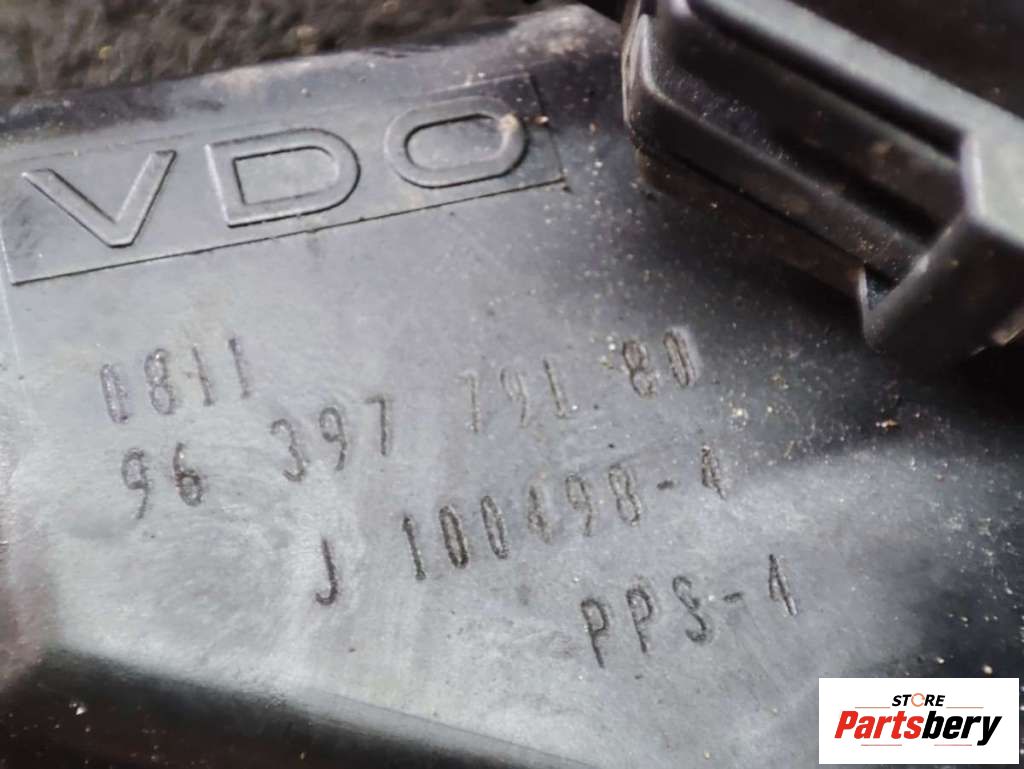 VDO
0811
96 397 791 80
J 100498-4
PPS-4
STORE
Partsbery